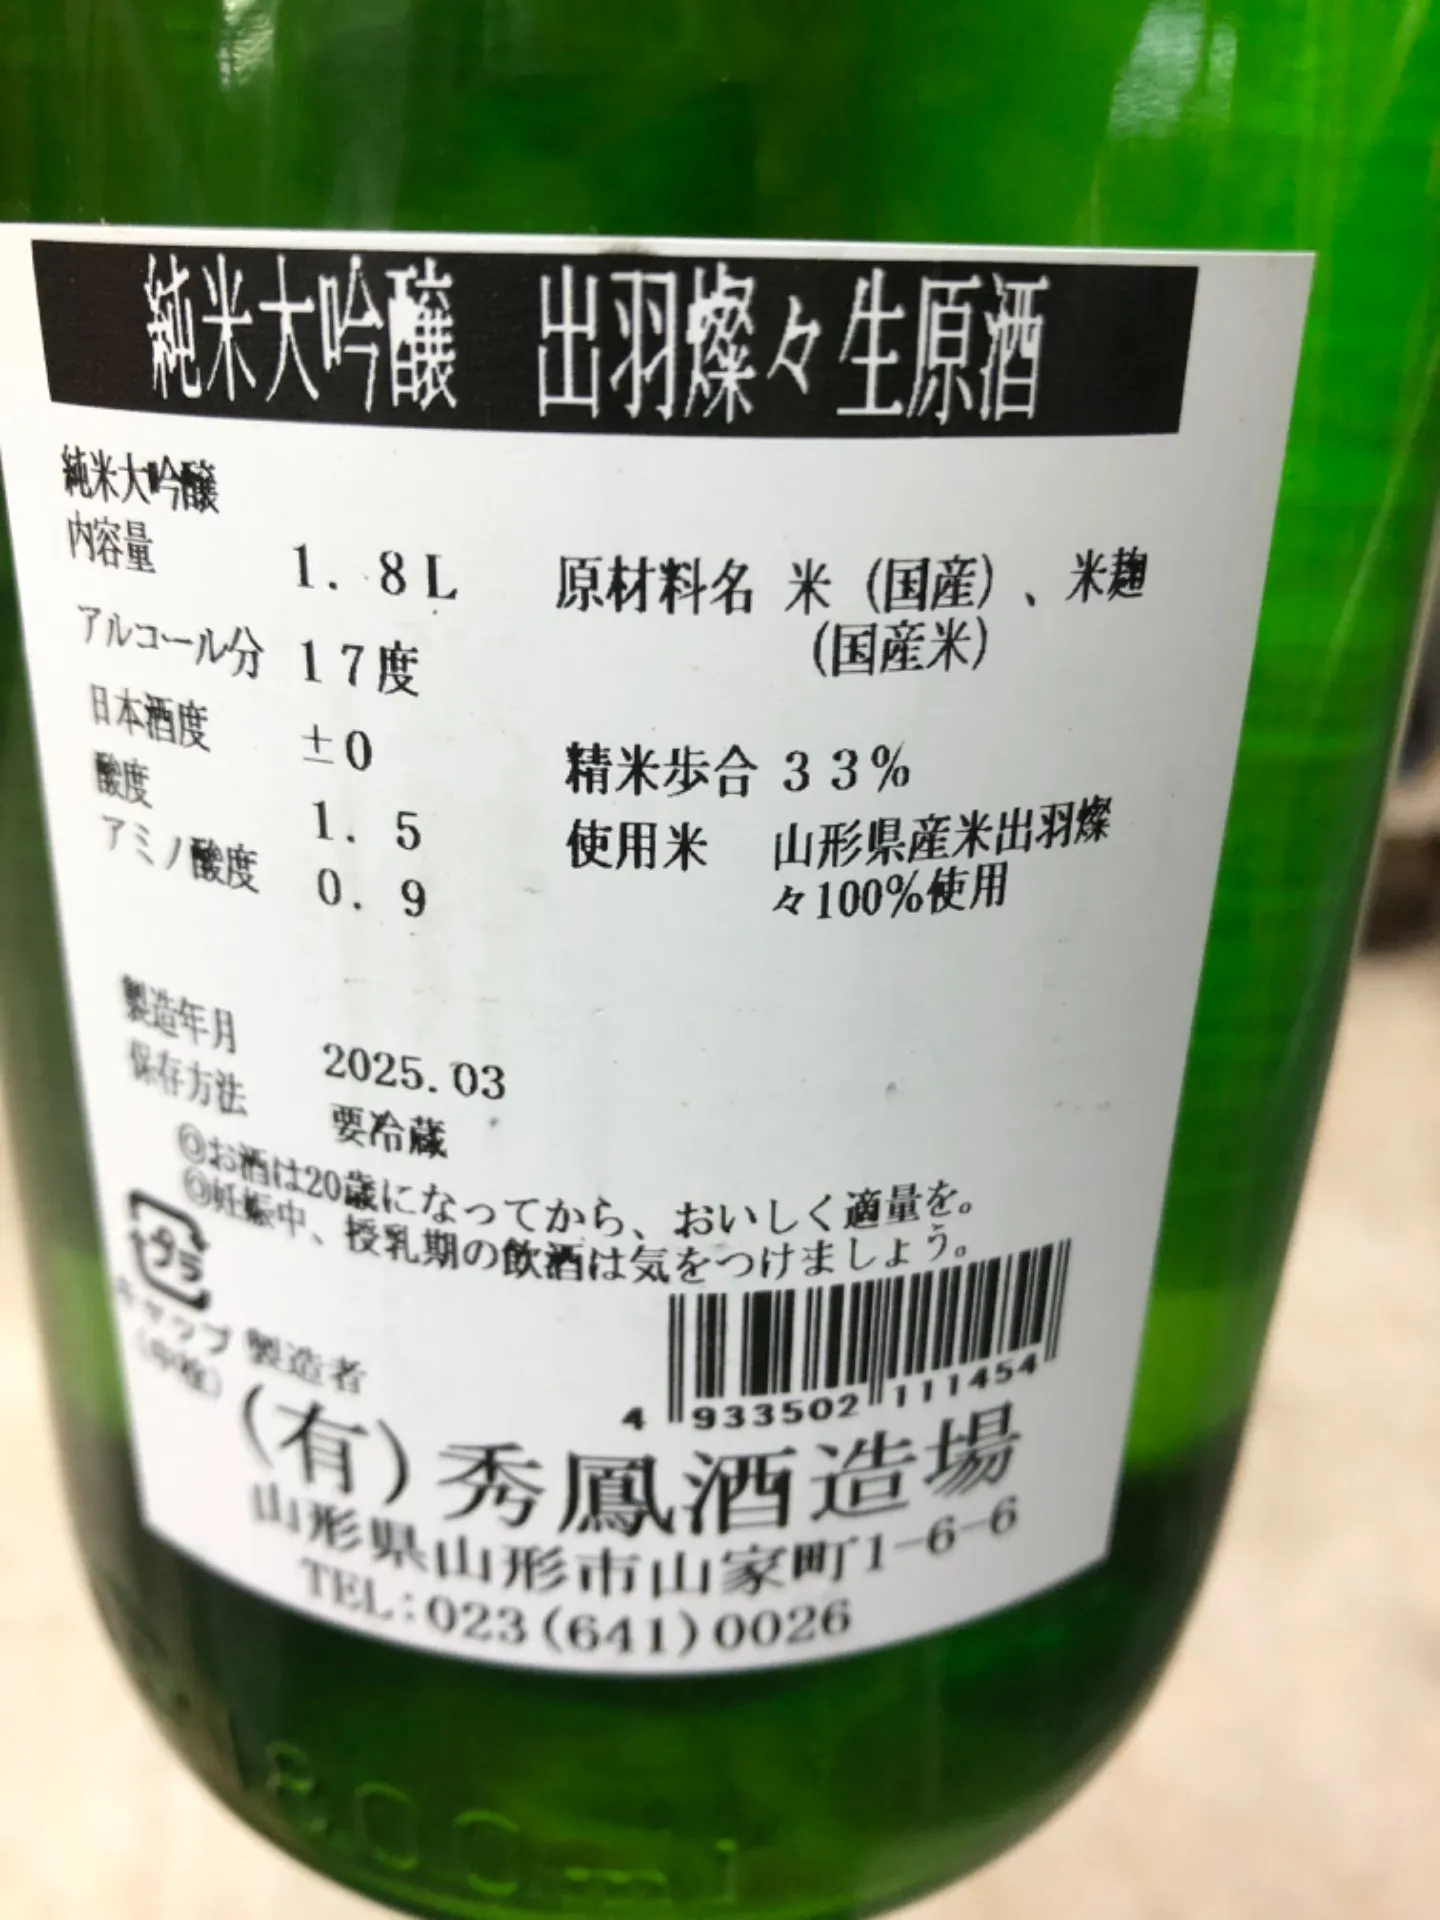 純米大吟醸　出羽燦々生原酒
純米大吟醸
内容量　1.8L
アルコール分　17度
日本酒度　±0
酸度　1.5
アミノ酸度　0.9
原材料名 米（国産）、米麹
（国産米）
精米歩合 33%
使用米　山形県産米出羽燦
々100%使用
製造年月　2025.03
保存方法　要冷蔵
◎お酒は20歳になってから、おいしく適量を。
◎妊娠中、授乳期の飲酒は気をつけましょう。
プラ
キャップ
(中栓)
製造者
4 933502 111454
(有)秀鳳酒造場
山形県山形市山家町1-6-6
TEL:023(641)0026